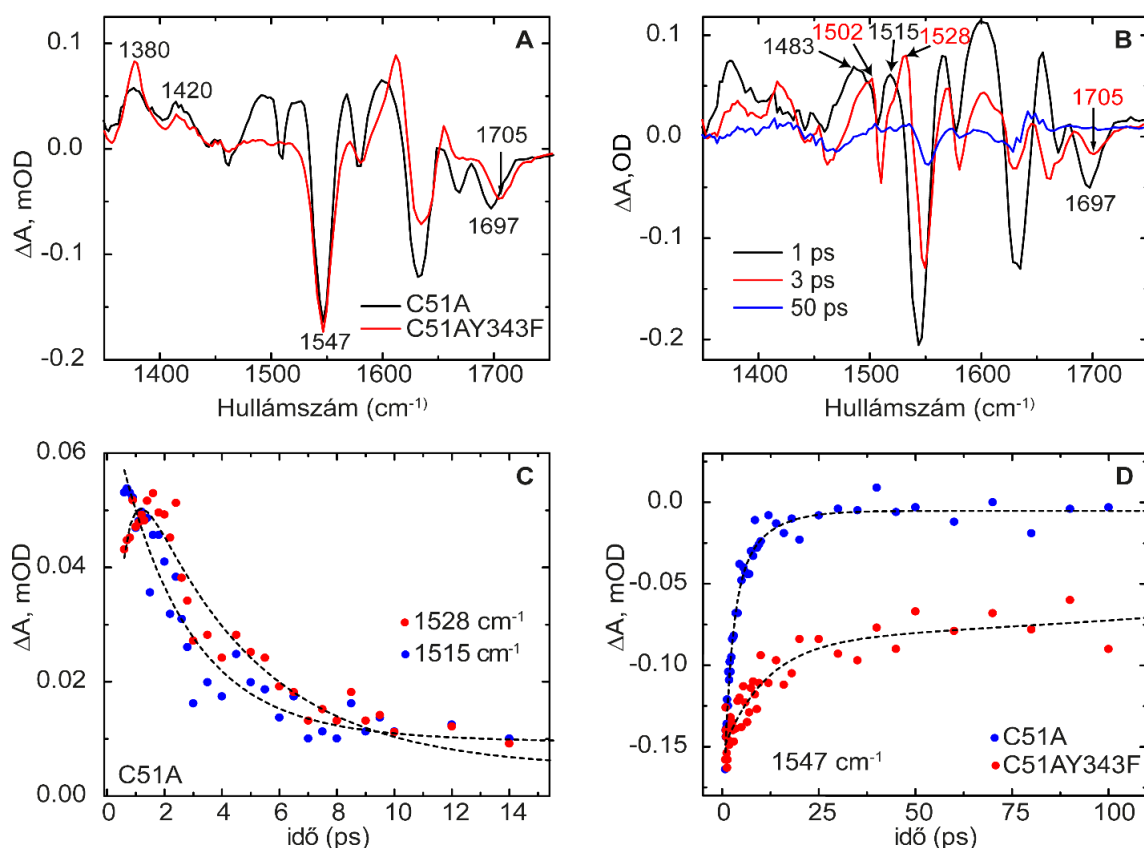 A
0.1
0.0
-0.1
-0.2
ΔA, mOD
1380
1420
1705
1697
1547
C51A
C51AY343F
1400 1500 1600 1700
Hullámszám (cm⁻¹)
B
0.1
0.0
-0.1
-0.2
ΔA,OD
1483
1502
1515
1528
1705
1697
1 ps
3 ps
50 ps
1400 1500 1600 1700
Hullámszám (cm⁻¹)
C
0.06
0.04
0.02
0.00
ΔA, mOD
1528 cm⁻¹
1515 cm⁻¹
C51A
0 2 4 6 8 10 12 14
idő (ps)
D
0.0
-0.05
-0.10
-0.15
ΔA, mOD
C51A
C51AY343F
1547 cm⁻¹
0 25 50 75 100
idő (ps)